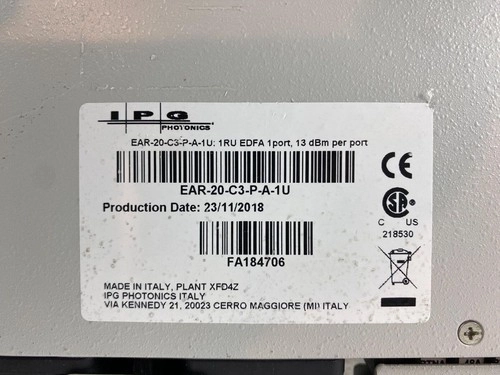 IPG
PHOTONICS
EAR-20-C3-P-A-1U: 1RU EDFA 1port, 13 dBm per port
EAR-20-C3-P-A-1U
Production Date: 23/11/2018
FA184706
MADE IN ITALY, PLANT XFD4Z
IPG PHOTONICS ITALY
VIA KENNEDY 21, 20023 CERRO MAGGIORE (MI) ITALY
CE
CSA
C US
218530